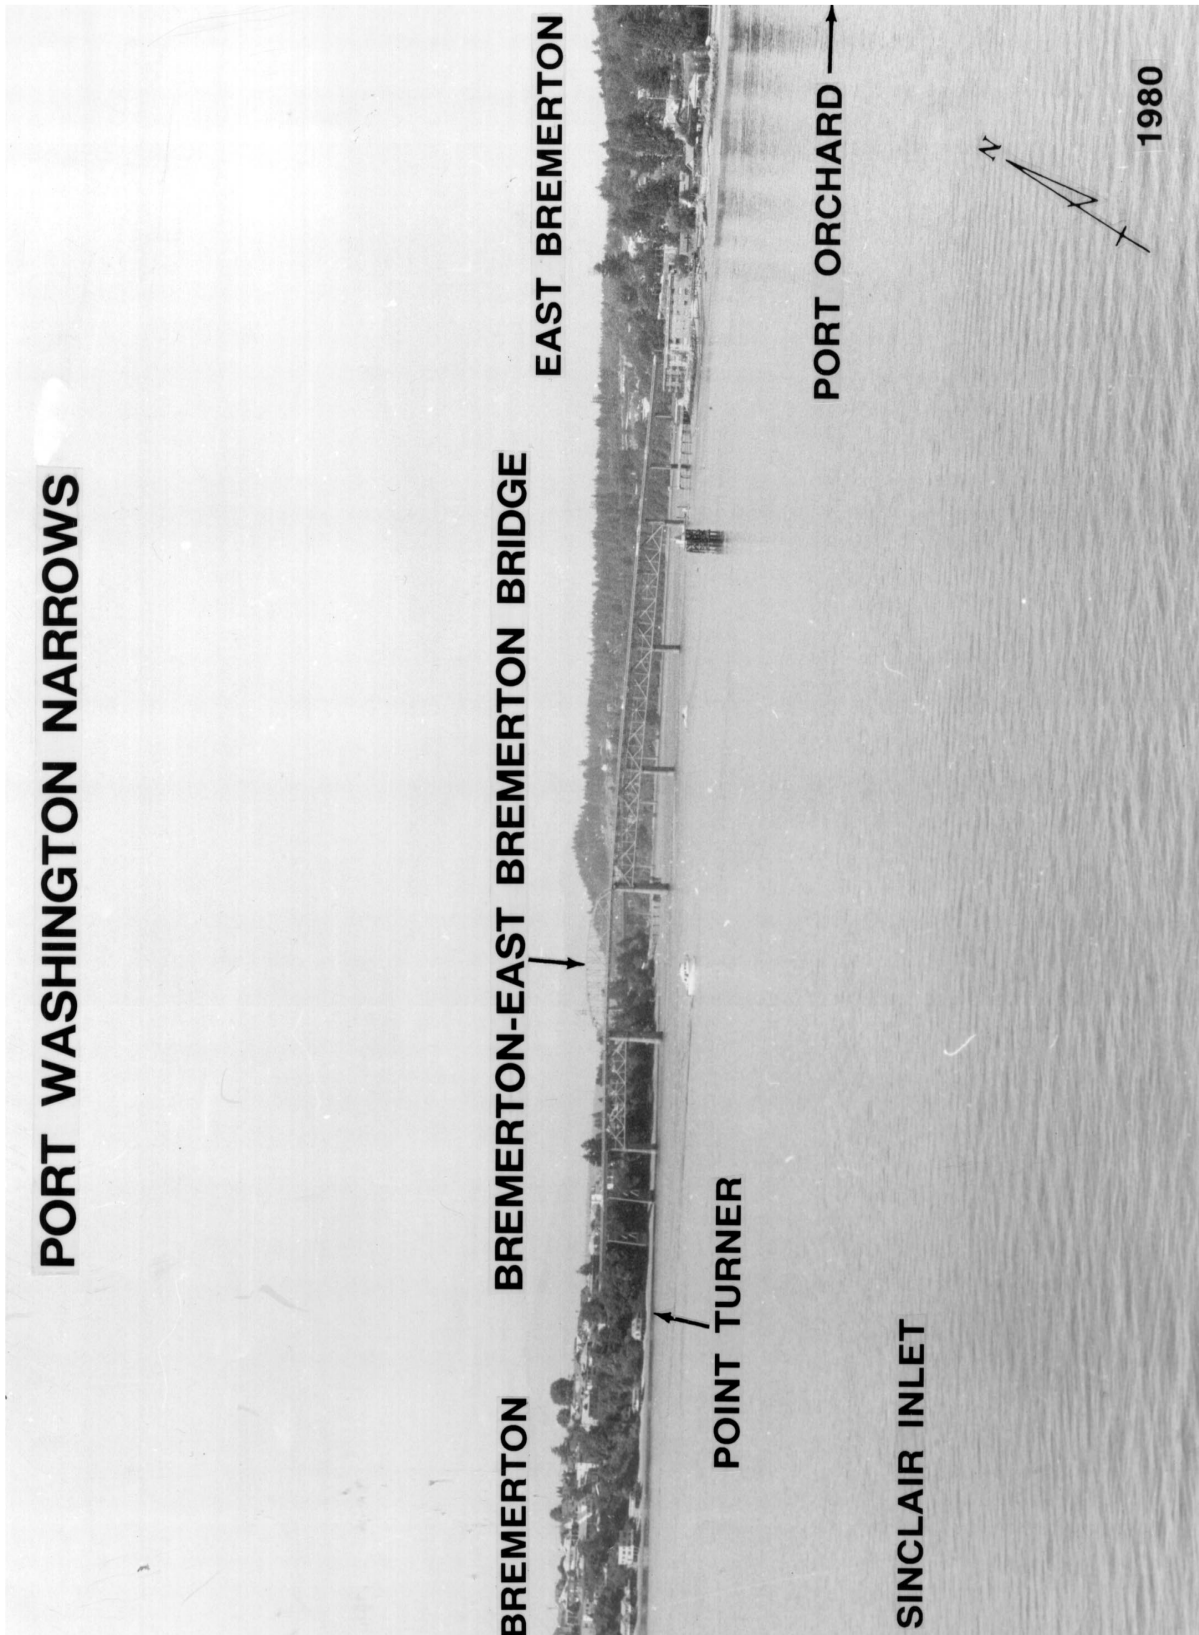 PORT WASHINGTON NARROWS
BREMERTON
BREMERTON-EAST BREMERTON BRIDGE
EAST BREMERTON
POINT TURNER
PORT ORCHARD
SINCLAIR INLET
N
1980